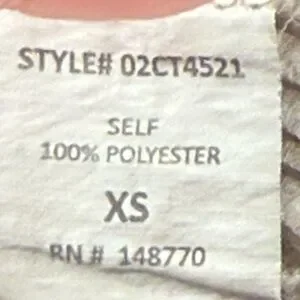 STYLE# 02CT4521
SELF
100% POLYESTER
XS
RN # 148770